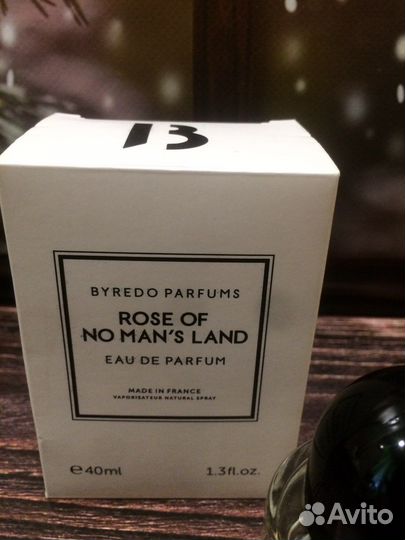 B
BYREDO PARFUMS
ROSE OF
NO MAN'S LAND
EAU DE PARFUM
MADE IN FRANCE
VAPORISATEUR NATURAL SPRAY
e 40ml 1.3fl.oz.
Avito